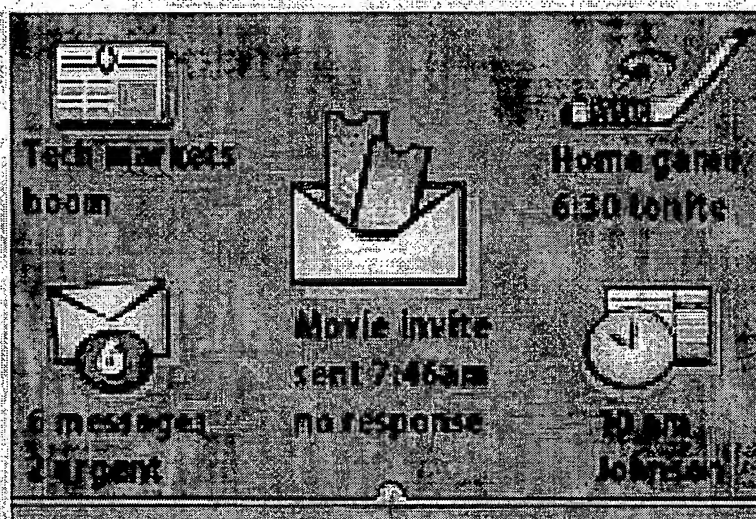 Tech markets
boom
Home game
6:30 tonite
Movie invite
sent 7:46am
no response
6 messages
2 urgent
10 am,
Johnson